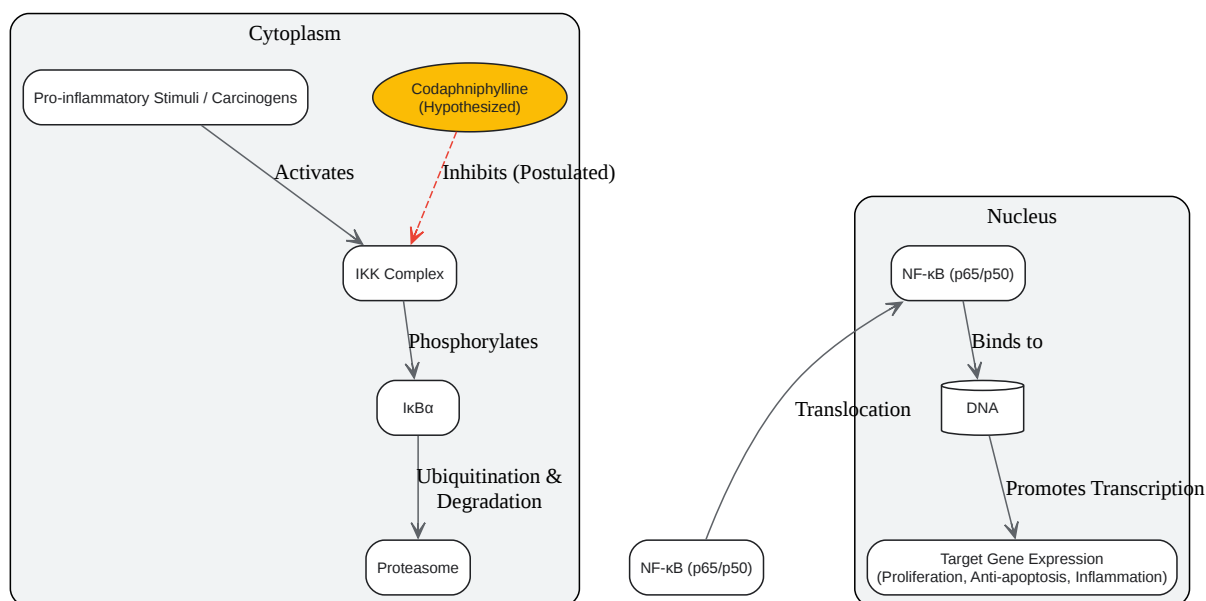 Cytoplasm
Pro-inflammatory Stimuli / Carcinogens
Codaphniphylline
(Hypothesized)
Activates
Inhibits (Postulated)
IKK Complex
Phosphorylates
IκBα
Ubiquitination &
Degradation
Proteasome
NF-κB (p65/p50)
Translocation
Nucleus
NF-κB (p65/p50)
Binds to
DNA
Promotes Transcription
Target Gene Expression
(Proliferation, Anti-apoptosis, Inflammation)